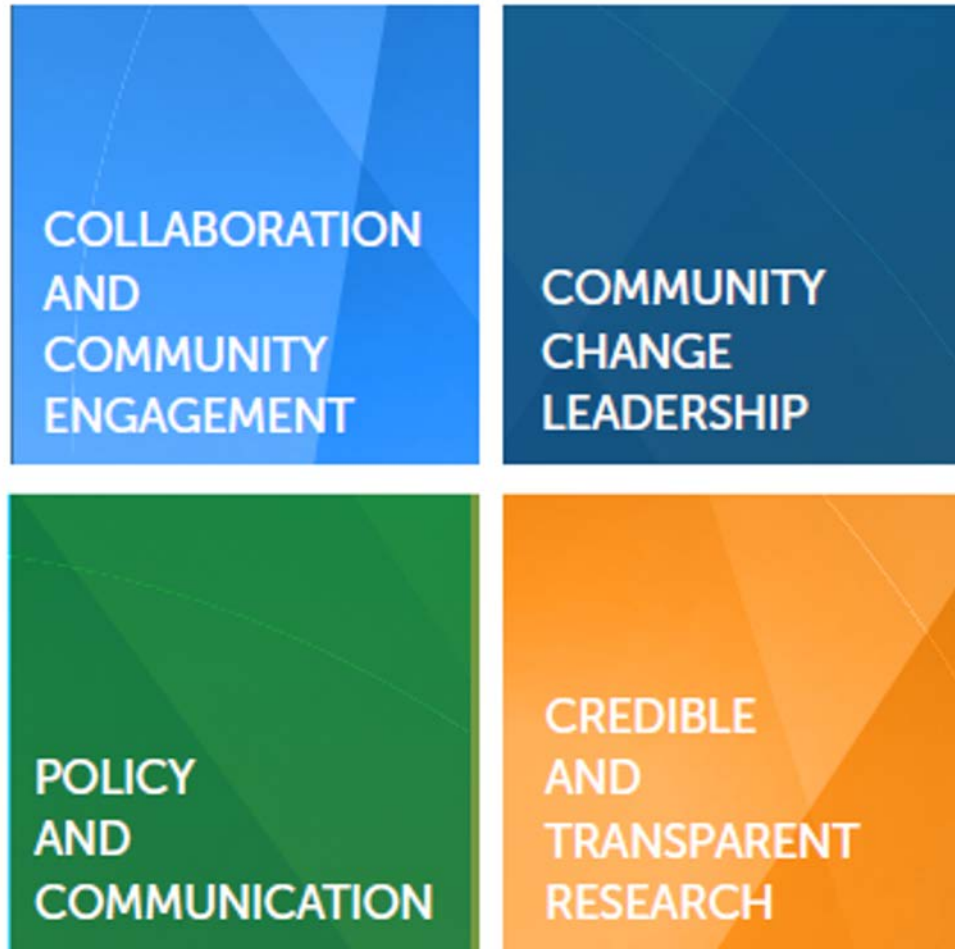 COLLABORATION
AND
COMMUNITY
ENGAGEMENT
COMMUNITY
CHANGE
LEADERSHIP
POLICY
AND
COMMUNICATION
CREDIBLE
AND
TRANSPARENT
RESEARCH